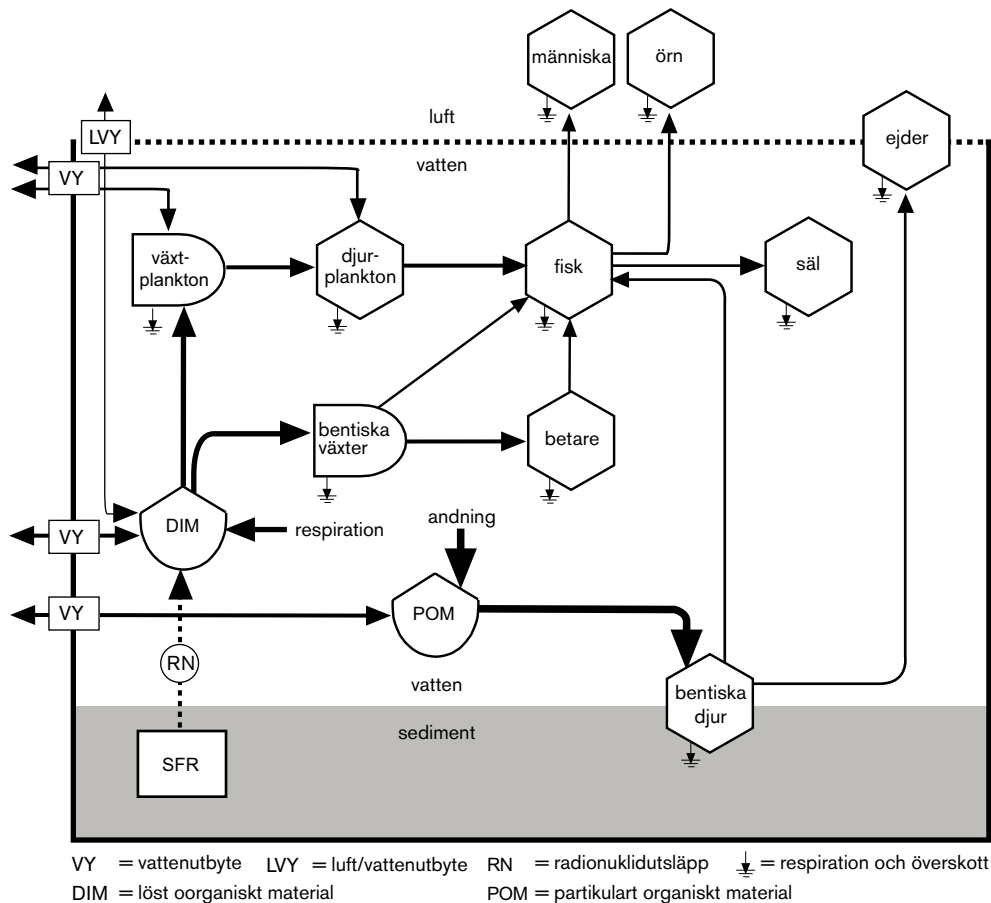 människa
örn
luft
LVY
ejder
vatten
VY
växt-
plankton
djur-
plankton
fisk
säl
bentiska
växter
betare
andning
DIM
respiration
VY
VY
POM
RN
vatten
bentiska
djur
sediment
SFR
VY = vattenutbyte LVY = luft/vattenutbyte RN = radionuklidutsläpp = respiration och överskott
DIM = löst oorganiskt material POM = partikulart organiskt material